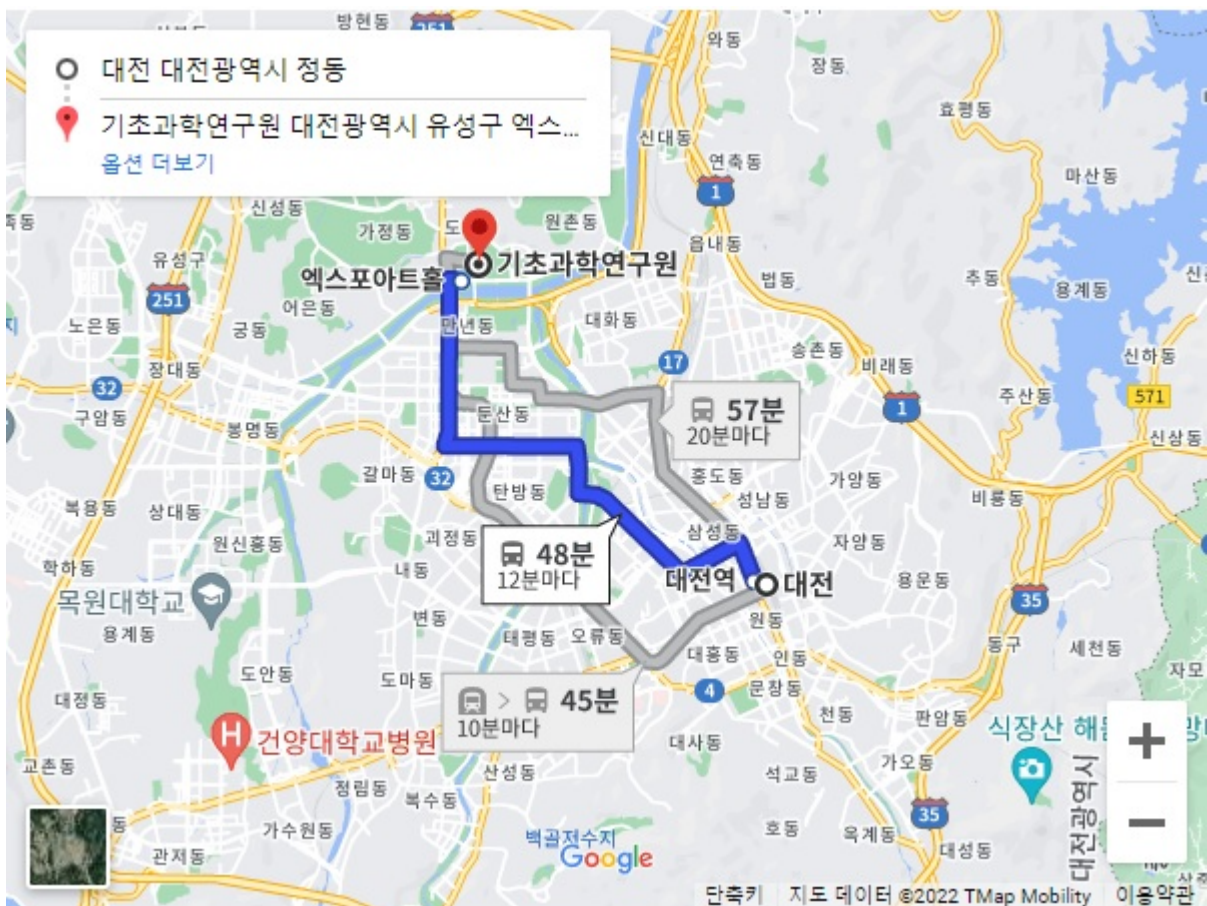 방현동
251
와동
장동
대전 대전광역시 정동
기초과학연구원 대전광역시 유성구 엑스...
옵션 더보기
효평동
신대동
연축동
마산동
1
신성동
가정동
도
원촌동
읍내동
유성구
기초과학연구원
엑스포아트홀
법동
추동
용계동
251
어은동
노은동
궁동
만년동
대화동
송촌동
신하동
장대동
17
비래동
32
주산동
571
구암동
봉명동
둔산동
57분
20분마다
1
신상동
갈마동
32
탄방동
홍도동
가양동
성남동
비룡동
복용동
상대동
괴정동
삼성동
원신흥동
48분
12분마다
자양동
학하동
내동
대전역
대전
용운동
목원대학교
35
용계동
변동
원동
태평동
오류동
대흥동
인동
동구
세천동
도안동
도마동
4
문창동
자모
대정동
> 45분
10분마다
천동
판암동
건양대학교병원
대사동
식장산 해
교촌동
산성동
석교동
가오동
정림동
복수동
35
대전광역시
동
가수원동
백골저수지
호동
옥계동
관저동
Google
대성동
단축키
지도 데이터 ©2022 TMap Mobility
이용약관